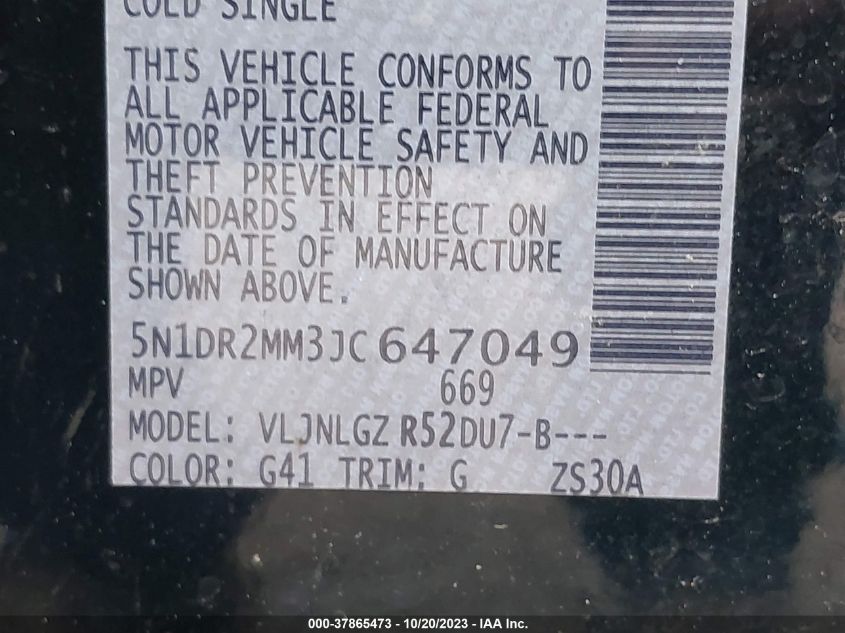 COLD SINGLE
THIS VEHICLE CONFORMS TO
ALL APPLICABLE FEDERAL
MOTOR VEHICLE SAFETY AND
THEFT PREVENTION
STANDARDS IN EFFECT ON
THE DATE OF MANUFACTURE
SHOWN ABOVE.
5N1DR2MM3JC647049
MPV 669
MODEL: VLJNLGZ R52DU7-B---
COLOR: G41 TRIM: G ZS30A
000-37865473 - 10/20/2023 - IAA Inc.